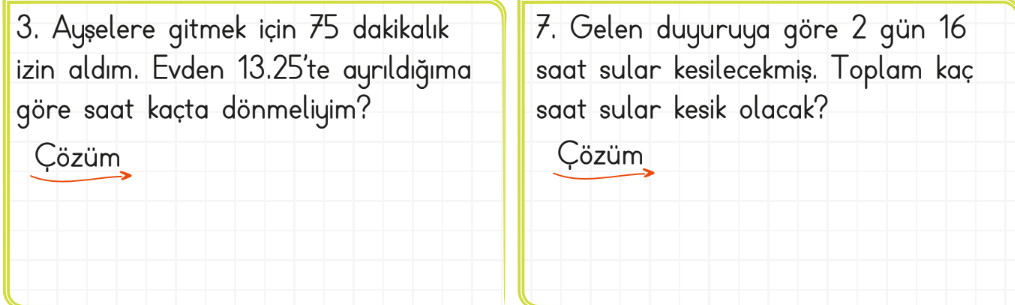 3. Ayşelere gitmek için 75 dakikalık
izin aldım. Evden 13.25'te ayrıldığıma
göre saat kaçta dönmeliyim?
Çözüm
7. Gelen duyuruya göre 2 gün 16
saat sular kesilecekmiş. Toplam kaç
saat sular kesik olacak?
Çözüm